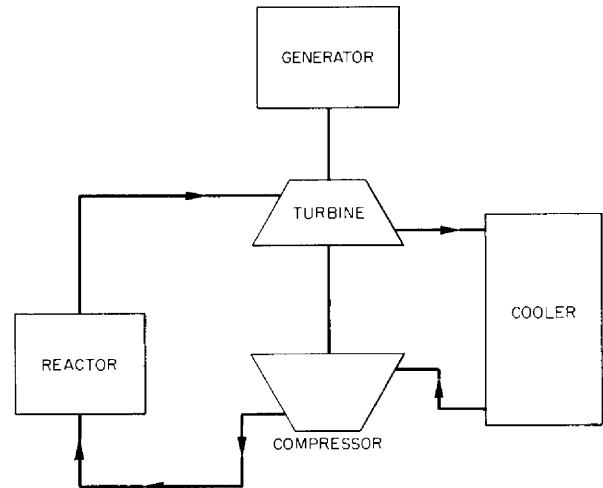 GENERATOR
TURBINE
COOLER
REACTOR
COMPRESSOR